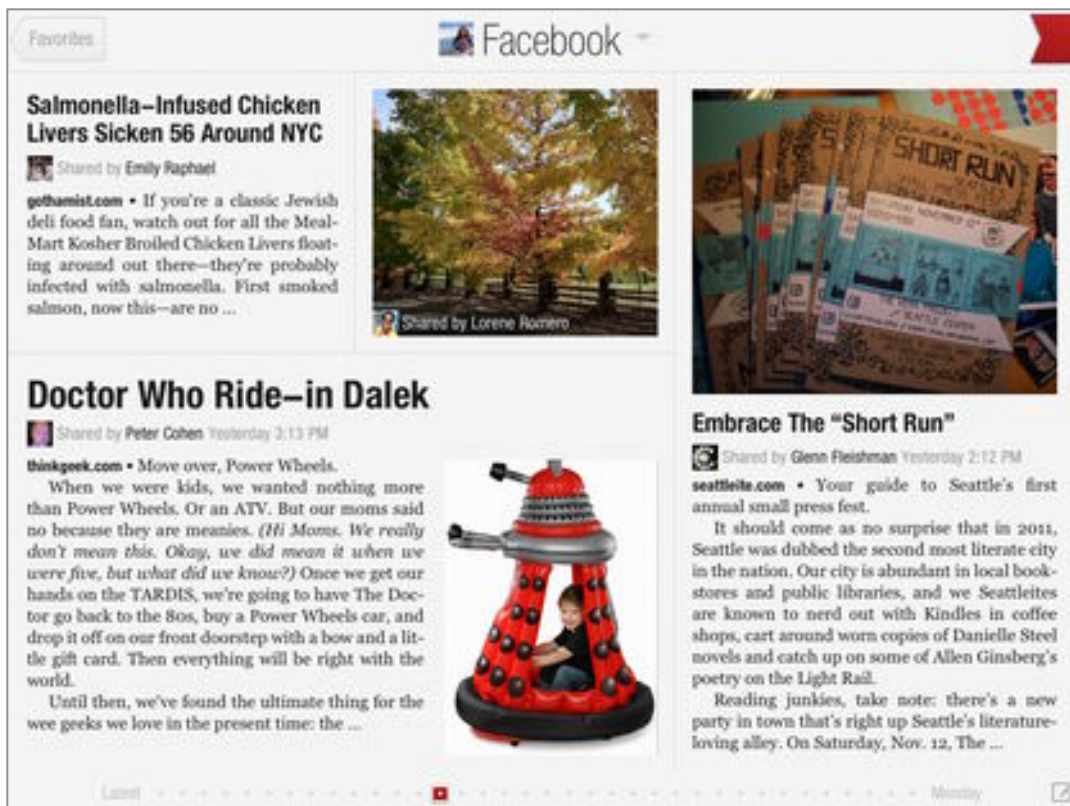 Favorites
Facebook
Salmonella–Infused Chicken
Livers Sicken 56 Around NYC
Shared by Emily Raphael
gothamist.com • If you're a classic Jewish
deli food fan, watch out for all the Meal-
Mart Kosher Broiled Chicken Livers float-
ing around out there—they're probably
infected with salmonella. First smoked
salmon, now this—are no ...
Shared by Lorene Romero
Doctor Who Ride–in Dalek
Shared by Peter Cohen Yesterday 3:13 PM
thinkgeek.com • Move over, Power Wheels.
When we were kids, we wanted nothing more
than Power Wheels. Or an ATV. But our moms said
no because they are meanies. (Hi Moms. We really
don't mean this. Okay, we did mean it when we
were five, but what did we know?) Once we get our
hands on the TARDIS, we're going to have The Doc-
tor go back to the 80s, buy a Power Wheels car, and
drop it off on our front doorstep with a bow and a lit-
tle gift card. Then everything will be right with the
world.
Until then, we've found the ultimate thing for the
wee geeks we love in the present time: the ...
SHORT RUN
SEATTLE
SATURDAY NOVEMBER 12th
Embrace The “Short Run”
Shared by Glenn Fleishman Yesterday 2:12 PM
seattleite.com • Your guide to Seattle's first
annual small press fest.
It should come as no surprise that in 2011,
Seattle was dubbed the second most literate city
in the nation. Our city is abundant in local book-
stores and public libraries, and we Seattleites
are known to nerd out with Kindles in coffee
shops, cart around worn copies of Danielle Steel
novels and catch up on some of Allen Ginsberg's
poetry on the Light Rail.
Reading junkies, take note: there's a new
party in town that's right up Seattle's literature-
loving alley. On Saturday, Nov. 12, The ...
Latest
Monday